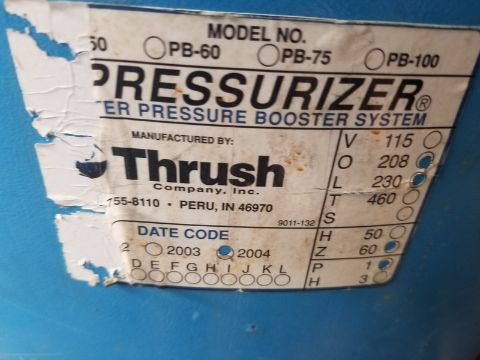 MODEL NO.
50 PB-60 PB-75 PB-100
PRESSURIZER®
TER PRESSURE BOOSTER SYSTEM
MANUFACTURED BY:
Thrush
Company, Inc.
755-8110 • PERU, IN 46970
9011-132
DATE CODE
2 2003 2004
D E F G H I J K L
V 115
O 208
L 230
T 460
S
H 50
Z 60
P 1
H 3